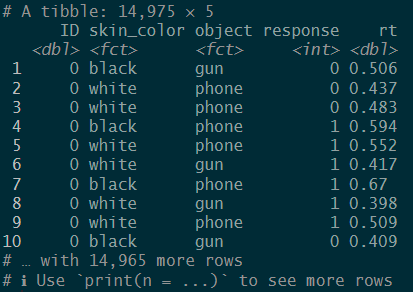 # A tibble: 14,975 × 5
      ID skin_color object response    rt
   <dbl> <fct>      <fct>     <int> <dbl>
 1     0 black      gun           0 0.506
 2     0 white      phone         0 0.437
 3     0 white      phone         0 0.483
 4     0 black      phone         1 0.594
 5     0 white      phone         1 0.552
 6     0 white      gun           1 0.417
 7     0 black      phone         1 0.67
 8     0 white      gun           1 0.398
 9     0 white      phone         1 0.509
10     0 black      gun           0 0.409
# … with 14,965 more rows
# ℹ Use `print(n = ...)` to see more rows